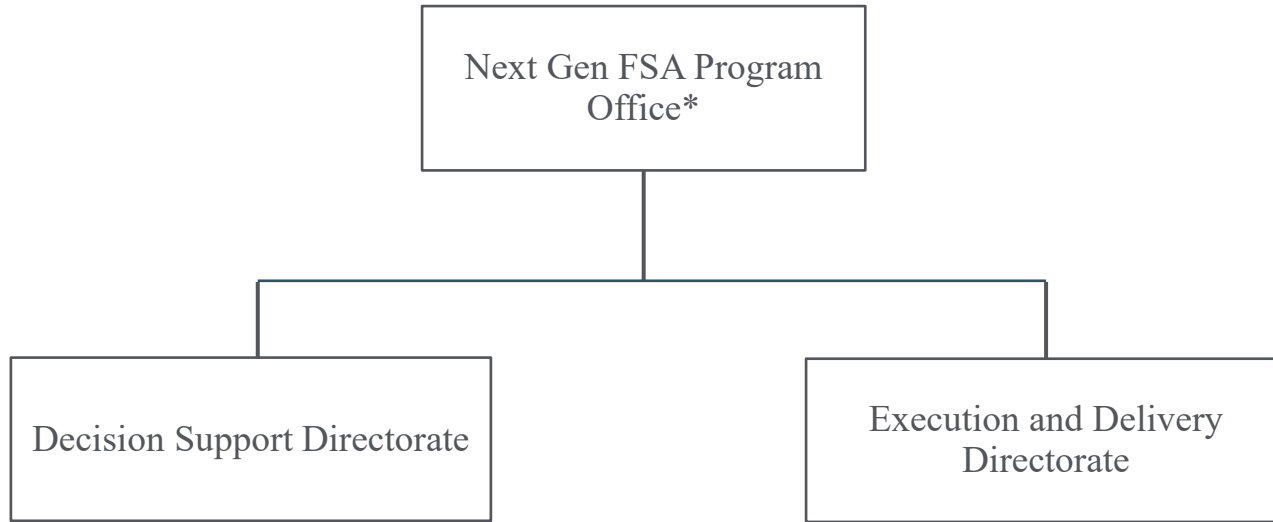 Next Gen FSA Program
Office*
Decision Support Directorate
Execution and Delivery
Directorate